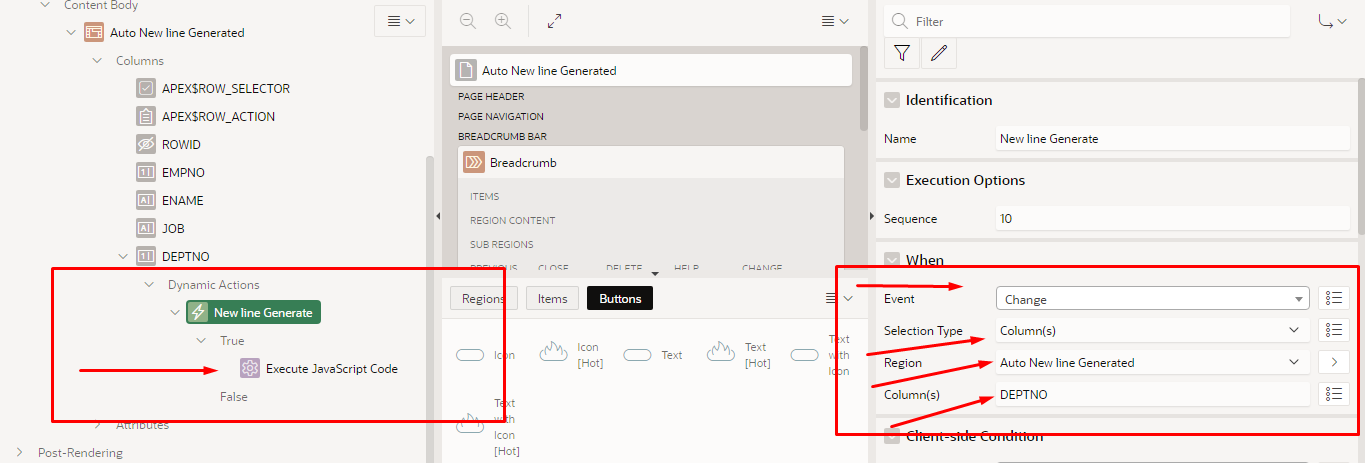 Content Body
Auto New line Generated
Columns
APEX$ROW_SELECTOR
APEX$ROW_ACTION
ROWID
EMPNO
ENAME
JOB
DEPTNO
Dynamic Actions
New line Generate
True
Execute JavaScript Code
False
Attributes
Post-Rendering
Auto New line Generated
PAGE HEADER
PAGE NAVIGATION
BREADCRUMB BAR
Breadcrumb
ITEMS
REGION CONTENT
SUB REGIONS
PREVIOUS CLOSE DELETE HELP CHANGE
Regions Items Buttons
Icon
Icon [Hot]
Text
Text [Hot]
Text with Icon
Text with Icon [Hot]
Filter
Identification
Name New line Generate
Execution Options
Sequence 10
When
Event Change
Selection Type Column(s)
Region Auto New line Generated
Column(s) DEPTNO
Client-side Condition